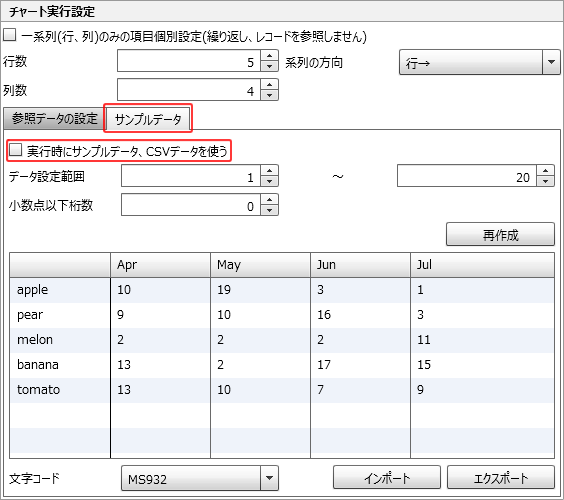 チャート実行設定
一系列(行、列)のみの項目個別設定(繰り返し、レコードを参照しません)
行数 5 系列の方向 行→
列数 4
参照データの設定 サンプルデータ
実行時にサンプルデータ、CSVデータを使う
データ設定範囲 1 ～ 20
小数点以下桁数 0
再作成
Apr May Jun Jul
apple 10 19 3 1
pear 9 10 16 3
melon 2 2 2 11
banana 13 2 17 15
tomato 13 10 7 9
文字コード MS932 インポート エクスポート